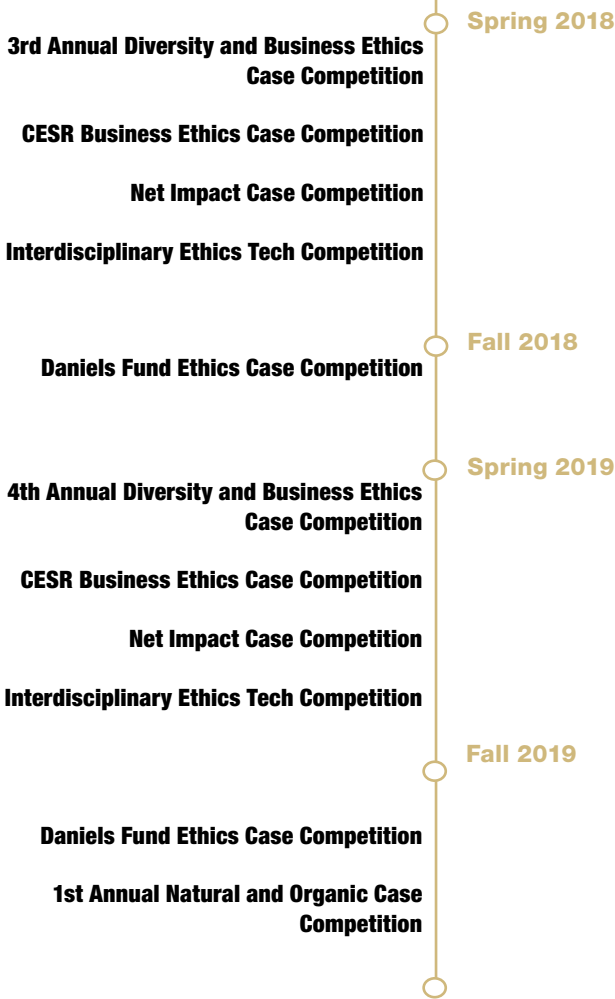 Spring 2018
3rd Annual Diversity and Business Ethics
Case Competition
CESR Business Ethics Case Competition
Net Impact Case Competition
Interdisciplinary Ethics Tech Competition
Fall 2018
Daniels Fund Ethics Case Competition
Spring 2019
4th Annual Diversity and Business Ethics
Case Competition
CESR Business Ethics Case Competition
Net Impact Case Competition
Interdisciplinary Ethics Tech Competition
Fall 2019
Daniels Fund Ethics Case Competition
1st Annual Natural and Organic Case
Competition